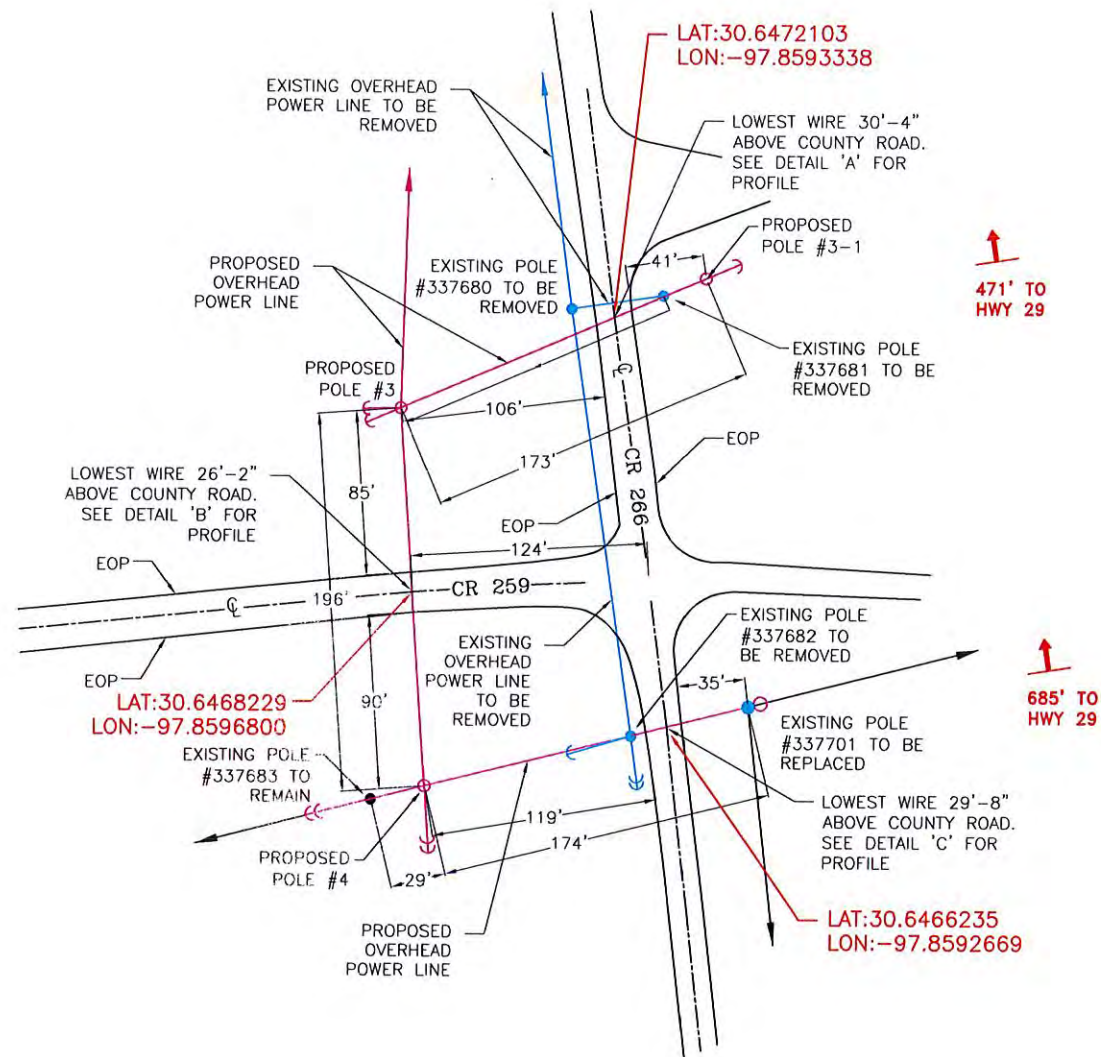 LAT:30.6472103
LON:-97.8593338
EXISTING OVERHEAD
POWER LINE TO BE
REMOVED
LOWEST WIRE 30'-4"
ABOVE COUNTY ROAD.
SEE DETAIL 'A' FOR
PROFILE
PROPOSED
POLE #3-1
41'
PROPOSED
OVERHEAD
POWER LINE
EXISTING POLE
#337680 TO BE
REMOVED
471' TO
HWY 29
EXISTING POLE
#337681 TO BE
REMOVED
PROPOSED
POLE #3
℄
106'
173'
EOP
CR 266
LOWEST WIRE 26'-2"
ABOVE COUNTY ROAD.
SEE DETAIL 'B' FOR
PROFILE
85'
EOP
124'
EOP
℄
196'
CR 259
EXISTING POLE
#337682 TO
BE REMOVED
EXISTING
OVERHEAD
POWER LINE
TO BE
REMOVED
EOP
LAT:30.6468229
LON:-97.8596800
90'
35'
685' TO
HWY 29
EXISTING POLE
#337683 TO
REMAIN
EXISTING POLE
#337701 TO BE
REPLACED
119'
174'
LOWEST WIRE 29'-8"
ABOVE COUNTY ROAD.
SEE DETAIL 'C' FOR
PROFILE
PROPOSED
POLE #4
29'
PROPOSED
OVERHEAD
POWER LINE
LAT:30.6466235
LON:-97.8592669